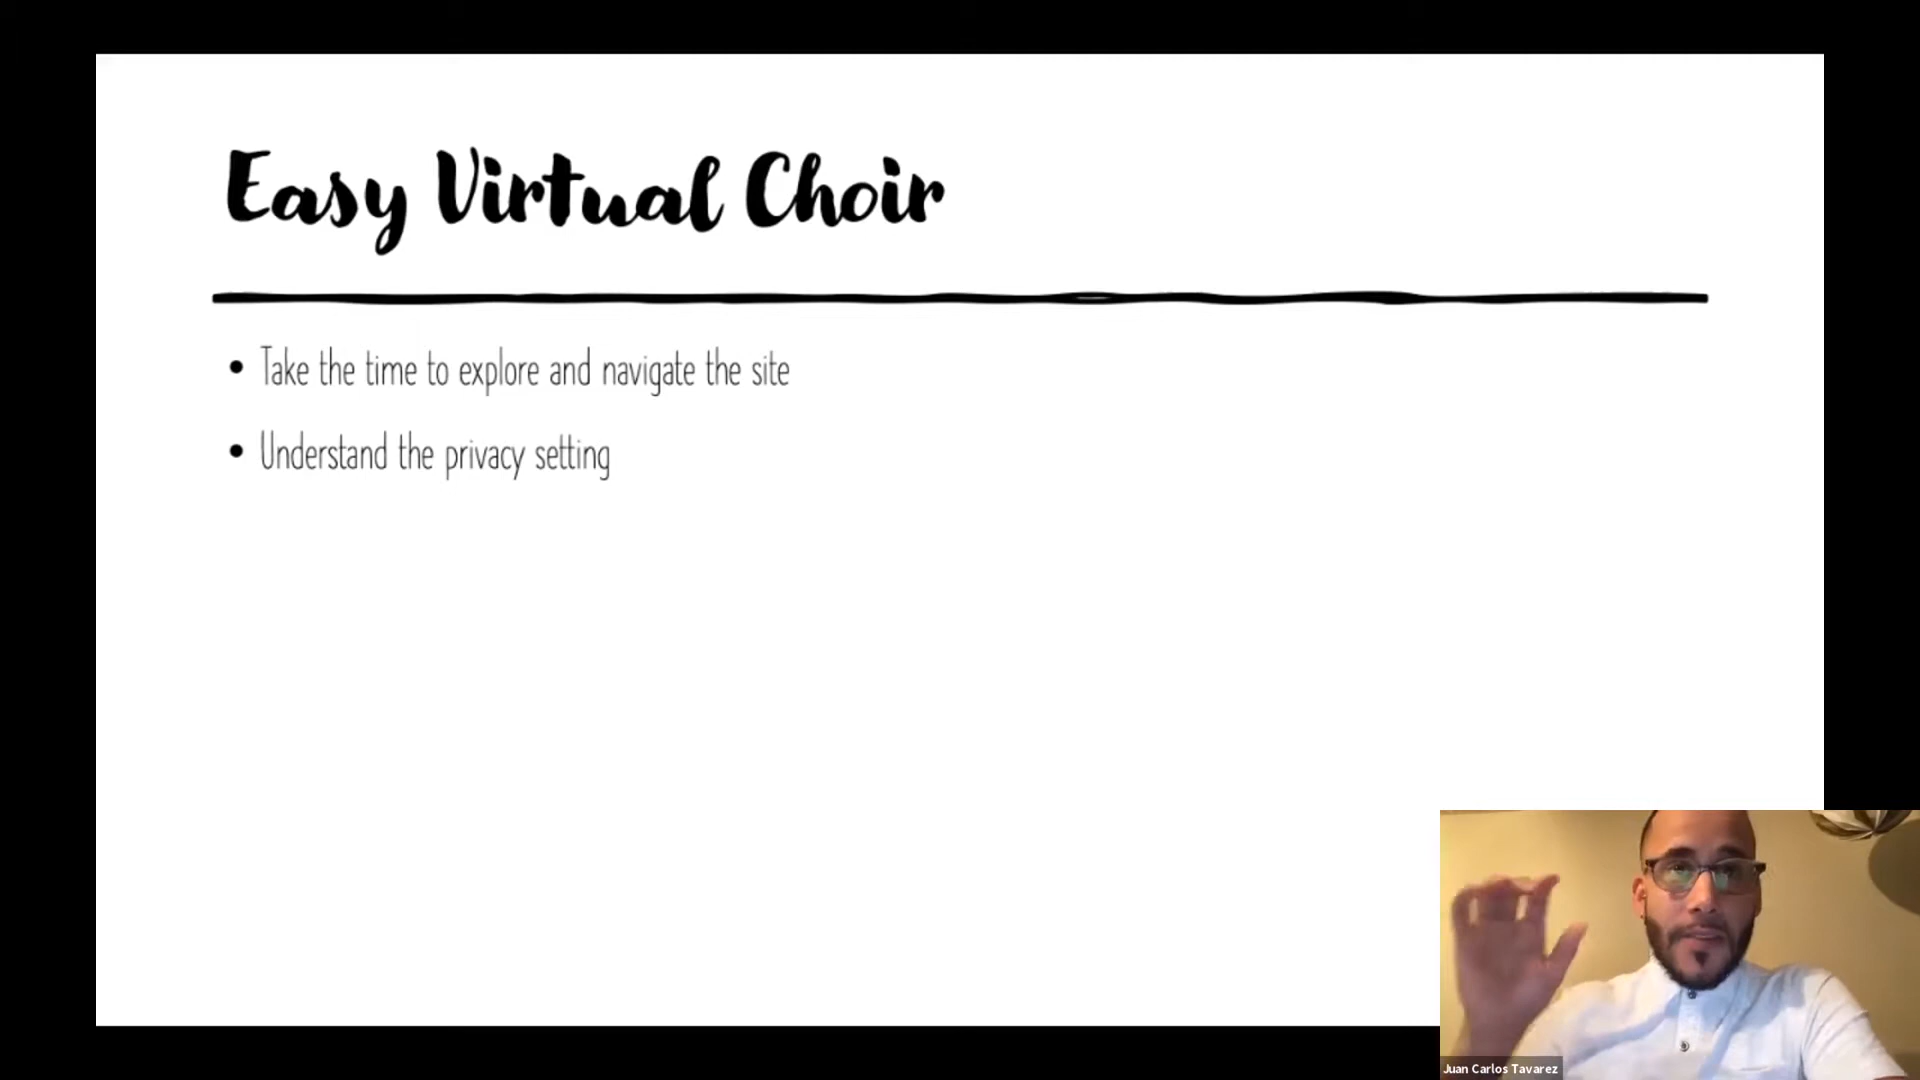 Easy Virtual Choir
• Take the time to explore and navigate the site
• Understand the privacy setting
Juan Carlos Tavarez